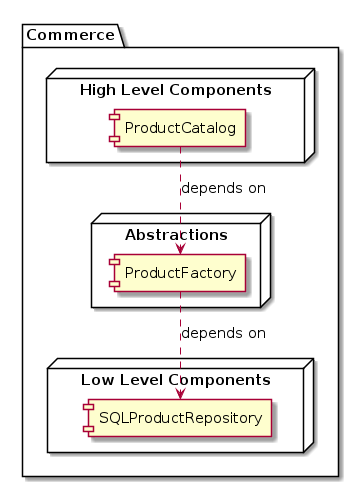 Commerce
High Level Components
ProductCatalog
depends on
Abstractions
ProductFactory
depends on
Low Level Components
SQLProductRepository